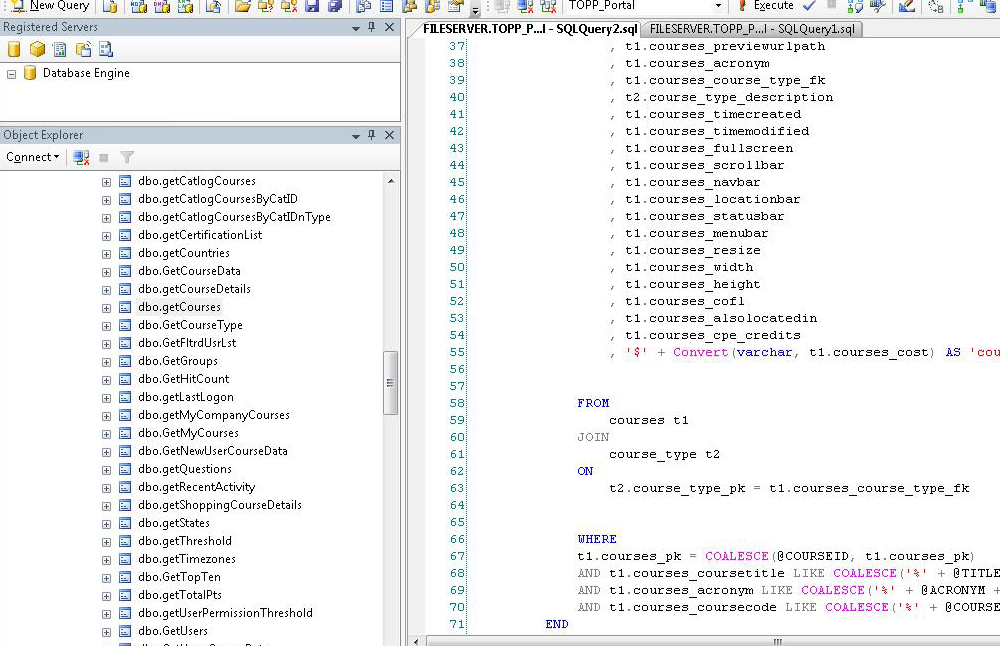 New Query
TOPP_Portal
Execute
Registered Servers
Database Engine
Object Explorer
Connect
dbo.getCatlogCourses
dbo.getCatlogCoursesByCatID
dbo.getCatlogCoursesByCatIDnType
dbo.getCertificationList
dbo.getCountries
dbo.GetCourseData
dbo.getCourseDetails
dbo.getCourses
dbo.GetCourseType
dbo.GetFltrdUsrLst
dbo.GetGroups
dbo.GetHitCount
dbo.getLastLogon
dbo.getMyCompanyCourses
dbo.GetMyCourses
dbo.GetNewUserCourseData
dbo.getQuestions
dbo.getRecentActivity
dbo.getShoppingCourseDetails
dbo.getStates
dbo.getThreshold
dbo.getTimezones
dbo.GetTopTen
dbo.getTotalPts
dbo.getUserPermissionThreshold
dbo.GetUsers
FILESERVER.TOPP_P...l - SQLQuery2.sql FILESERVER.TOPP_P...l - SQLQuery1.sql
37 , t1.courses_previewurlpath
38 , t1.courses_acronym
39 , t1.courses_course_type_fk
40 , t2.course_type_description
41 , t1.courses_timecreated
42 , t1.courses_timemodified
43 , t1.courses_fullscreen
44 , t1.courses_scrollbar
45 , t1.courses_navbar
46 , t1.courses_locationbar
47 , t1.courses_statusbar
48 , t1.courses_menubar
49 , t1.courses_resize
50 , t1.courses_width
51 , t1.courses_height
52 , t1.courses_cofl
53 , t1.courses_alsolocatedin
54 , t1.courses_cpe_credits
55 , '$' + Convert(varchar, t1.courses_cost) AS 'cou
56
57
58 FROM
59 courses t1
60 JOIN
61 course_type t2
62 ON
63 t2.course_type_pk = t1.courses_course_type_fk
64
65
66 WHERE
67 t1.courses_pk = COALESCE(@COURSEID, t1.courses_pk)
68 AND t1.courses_coursetitle LIKE COALESCE('%' + @TITLE
69 AND t1.courses_acronym LIKE COALESCE('%' + @ACRONYM +
70 AND t1.courses_coursecode LIKE COALESCE('%' + @COURSE
71 END